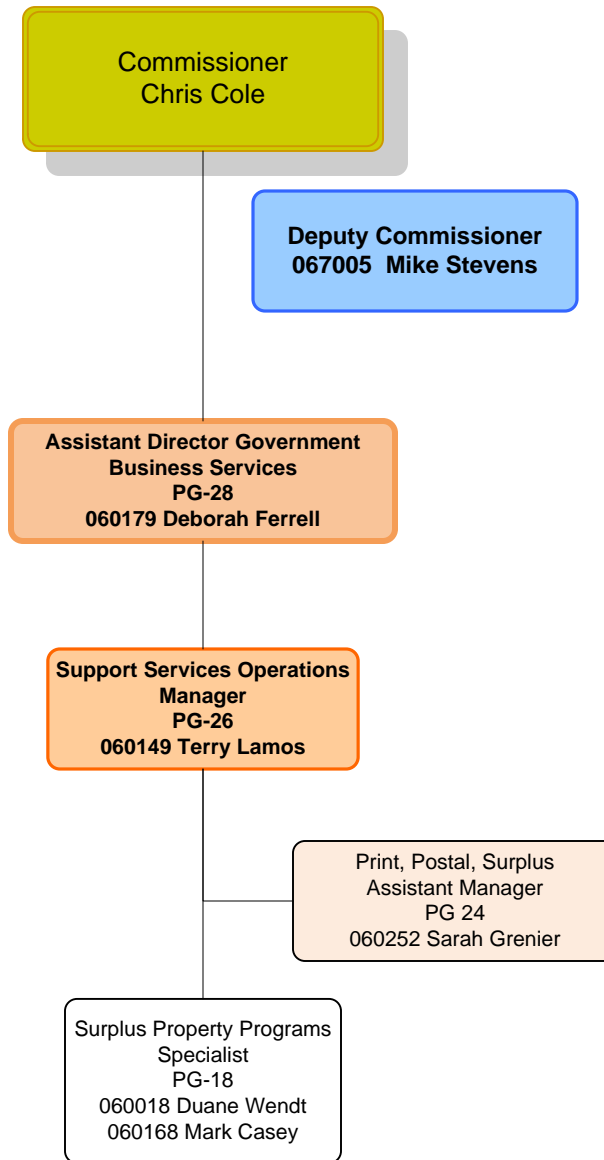 Commissioner
Chris Cole
Deputy Commissioner
067005  Mike Stevens
Assistant Director Government
Business Services
PG-28
060179 Deborah Ferrell
Support Services Operations
Manager
PG-26
060149 Terry Lamos
Print, Postal, Surplus
Assistant Manager
PG 24
060252 Sarah Grenier
Surplus Property Programs
Specialist
PG-18
060018 Duane Wendt
060168 Mark Casey